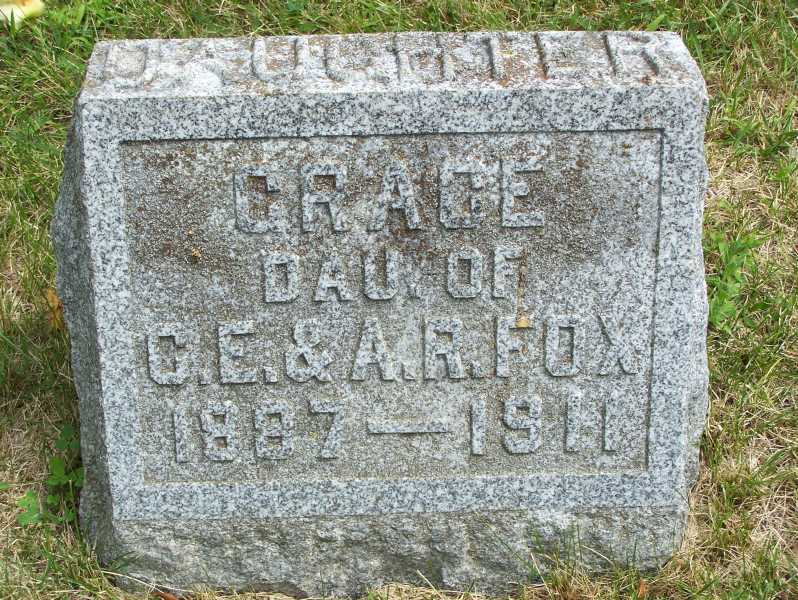 DAUGHTER
GRACE
DAU. OF
C.E. & A.R. FOX
1887 — 1911